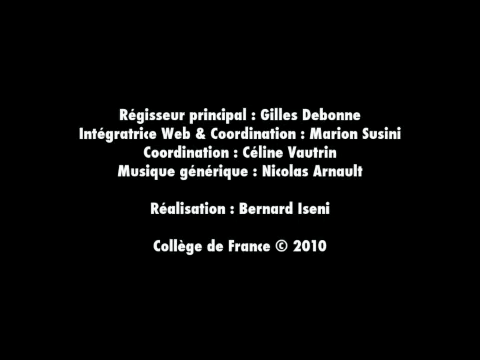 Régisseur principal : Gilles Debonne
Intégratrice Web & Coordination : Marion Susini
Coordination : Céline Vautrin
Musique générique : Nicolas Arnault
Réalisation : Bernard Iseni
Collège de France © 2010